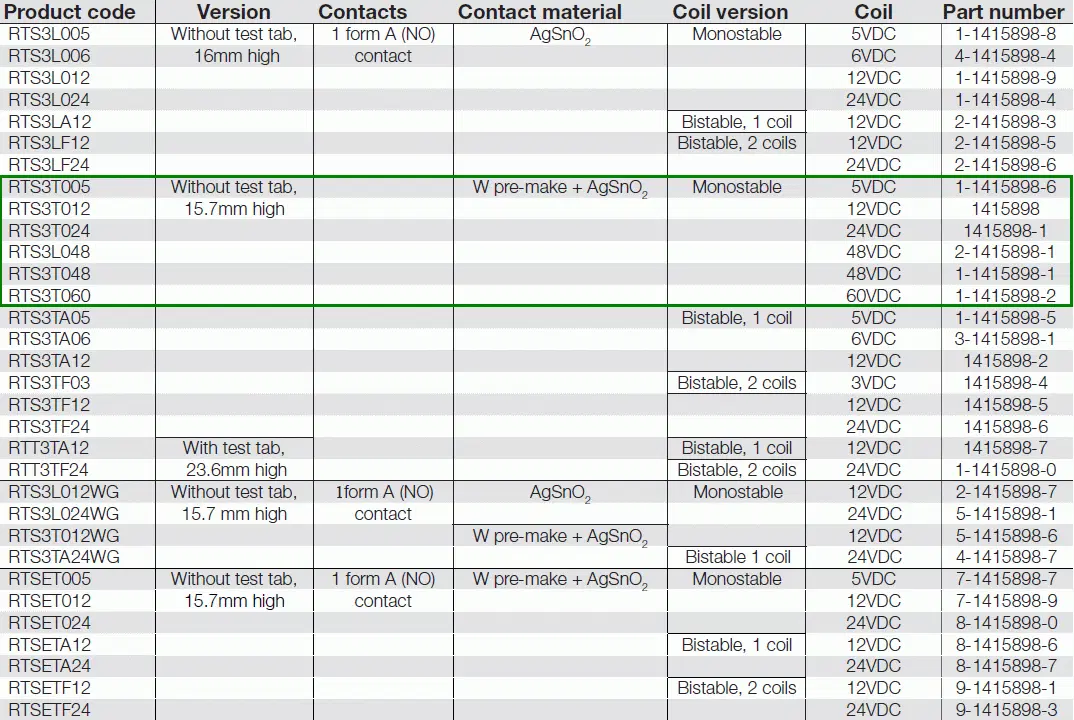 Product code Version Contacts Contact material Coil version Coil Part number
RTS3L005 Without test tab, 1 form A (NO) AgSnO2 Monostable 5VDC 1-1415898-8
RTS3L006 16mm high contact 6VDC 4-1415898-4
RTS3L012 12VDC 1-1415898-9
RTS3L024 24VDC 1-1415898-4
RTS3LA12 Bistable, 1 coil 12VDC 2-1415898-3
RTS3LF12 Bistable, 2 coils 12VDC 2-1415898-5
RTS3LF24 24VDC 2-1415898-6
RTS3T005 Without test tab, W pre-make + AgSnO2 Monostable 5VDC 1-1415898-6
RTS3T012 15.7mm high 12VDC 1415898
RTS3T024 24VDC 1415898-1
RTS3L048 48VDC 2-1415898-1
RTS3T048 48VDC 1-1415898-1
RTS3T060 60VDC 1-1415898-2
RTS3TA05 Bistable, 1 coil 5VDC 1-1415898-5
RTS3TA06 6VDC 3-1415898-1
RTS3TA12 12VDC 1415898-2
RTS3TF03 Bistable, 2 coils 3VDC 1415898-4
RTS3TF12 12VDC 1415898-5
RTS3TF24 24VDC 1415898-6
RTT3TA12 With test tab, Bistable, 1 coil 12VDC 1415898-7
RTT3TF24 23.6mm high Bistable, 2 coils 24VDC 1-1415898-0
RTS3L012WG Without test tab, 1form A (NO) AgSnO2 Monostable 12VDC 2-1415898-7
RTS3L024WG 15.7 mm high contact 24VDC 5-1415898-1
RTS3T012WG W pre-make + AgSnO2 12VDC 5-1415898-6
RTS3TA24WG Bistable 1 coil 24VDC 4-1415898-7
RTSET005 Without test tab, 1 form A (NO) W pre-make + AgSnO2 Monostable 5VDC 7-1415898-7
RTSET012 15.7mm high contact 12VDC 7-1415898-9
RTSET024 24VDC 8-1415898-0
RTSETA12 Bistable, 1 coil 12VDC 8-1415898-6
RTSETA24 24VDC 8-1415898-7
RTSETF12 Bistable, 2 coils 12VDC 9-1415898-1
RTSETF24 24VDC 9-1415898-3